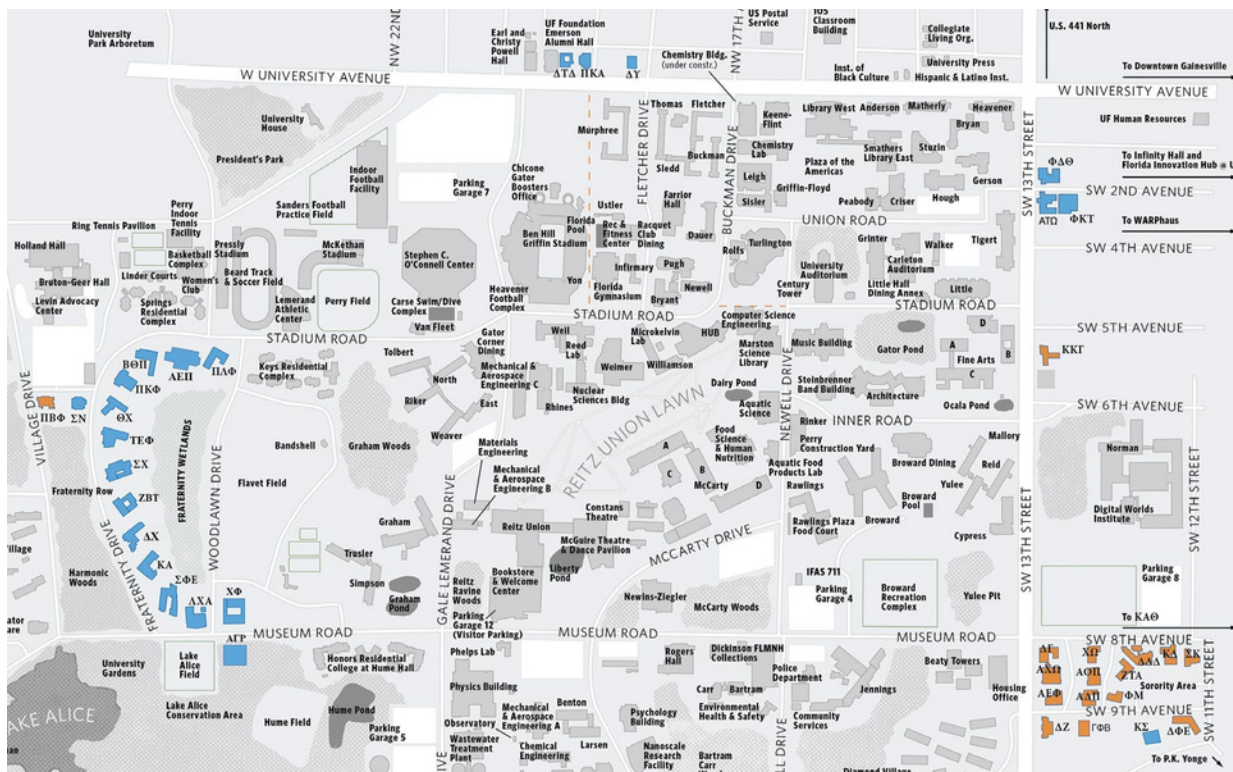 University
Park Arboretum
NW 22ND
Earl and
Christy
Powell
Hall
UF Foundation
Emerson
Alumni Hall
ΔΤΔ
ΠΚΑ
ΔΥ
US Postal
Service
105
Classroom
Building
Collegiate
Living Org.
U.S. 441 North
NW 17TH
Chemistry Bldg.
(under constr.)
Inst. of
Black Culture
University Press
Hispanic & Latino Inst.
To Downtown Gainesville
W UNIVERSITY AVENUE
W UNIVERSITY AVENUE
University
House
President's Park
Indoor
Football
Facility
Parking
Garage 7
Chicone
Gator
Boosters
Office
Murphree
FLETCHER DRIVE
Thomas
Fletcher
Sledd
Buckman
BUCKMAN DRIVE
Keene-
Flint
Chemistry
Lab
Leigh
Sisler
Library West
Anderson
Matherly
Heavener
Bryan
Plaza of the
Americas
Smathers
Library East
Stuzin
Griffin-Floyd
Peabody
Criser
Hough
Gerson
SW 13TH STREET
UF Human Resources
To Infinity Hall and
Florida Innovation Hub @ U
ΦΔΘ
SW 2ND AVENUE
ΑΤΩ
ΦΚΤ
To WARPhaus
SW 4TH AVENUE
Ring Tennis Pavilion
Perry
Indoor
Tennis
Facility
Sanders Football
Practice Field
Holland Hall
Bruton-Geer Hall
Levin Advocacy
Center
Basketball
Complex
Linder Courts
Women's
Club
Springs
Residential
Complex
Pressly
Stadium
Beard Track
& Soccer Field
McKethan
Stadium
Lemerand
Athletic
Center
Perry Field
Stephen C.
O'Connell Center
Carse Swim/Dive
Complex
Van Fleet
Ben Hill
Griffin Stadium
Florida
Pool
Yon
Heavener
Football
Complex
Ustler
Rec &
Fitness
Center
Racquet
Club
Dining
Farrior
Hall
Dauer
Infirmary
Pugh
Florida
Gymnasium
Bryant
Newell
UNION ROAD
Rolfs
Turlington
Century
Tower
University
Auditorium
Grinter
Walker
Tigert
Carleton
Auditorium
Little Hall
Dining Annex
Little
STADIUM ROAD
STADIUM ROAD
STADIUM ROAD
SW 5TH AVENUE
ΒΘΠ
ΑΕΠ
ΠΛΦ
ΠΚΦ
ΠΒΦ
ΣΝ
ΘΧ
ΤΕΦ
ΣΧ
ΖΒΤ
ΔΧ
ΚΑ
ΣΦΕ
ΛΧΑ
ΧΦ
ΑΓΡ
VILLAGE DRIVE
Fraternity Row
FRATERNITY DRIVE
FRATERNITY WETLANDS
WOODLAWN DRIVE
Keys Residential
Complex
Tolbert
North
Riker
East
Weaver
Gator
Corner
Dining
Mechanical &
Aerospace
Engineering C
Weil
Reed
Lab
Weimer
Rhines
Nuclear
Sciences Bldg
Microkelvin
Lab
HUB
Williamson
Computer Science
Engineering
Marston
Science
Library
Dairy Pond
Aquatic
Science
NEWELL DRIVE
Music Building
Gator Pond
Steinbrenner
Band Building
Architecture
D
A
B
Fine Arts
C
Ocala Pond
ΚΚΓ
SW 6TH AVENUE
Bandshell
Graham Woods
Flavet Field
Materials
Engineering
Mechanical
& Aerospace
Engineering B
REITZ UNION LAWN
A
C
B
McCarty
D
Food
Science
& Human
Nutrition
Rinker
INNER ROAD
Perry
Construction Yard
Aquatic Food
Products Lab
Rawlings
Broward Dining
Mallory
Reid
Yulee
Broward
Pool
Broward
Cypress
Rawlings Plaza
Food Court
Norman
Digital Worlds
Institute
SW 12TH STREET
SW 13TH STREET
Village
Harmonic
Woods
Graham
Trusler
Simpson
Graham
Pond
GALE LEMERAND DRIVE
Reitz Union
Constans
Theatre
McGuire Theatre
& Dance Pavilion
Liberty
Pond
Bookstore
& Welcome
Center
Reitz
Ravine
Woods
Parking
Garage 12
(Visitor Parking)
MCCARTY DRIVE
Newins-Ziegler
McCarty Woods
IFAS 711
Parking
Garage 4
Broward
Recreation
Complex
Yulee Pit
Parking
Garage 8
To ΚΑΘ
MUSEUM ROAD
MUSEUM ROAD
MUSEUM ROAD
SW 8TH AVENUE
University
Gardens
Lake
Alice
Field
Lake Alice
Conservation Area
LAKE ALICE
Honors Residential
College at Hume Hall
Hume Field
Hume Pond
Parking
Garage 5
Phelps Lab
Physics Building
Observatory
Wastewater
Treatment
Plant
Mechanical
& Aerospace
Engineering A
Chemical
Engineering
Benton
Larsen
Rogers
Hall
Psychology
Building
Nanoscale
Research
Facility
Dickinson FLMNH
Collections
Carr
Bartram
Environmental
Health & Safety
Bartram
Carr
Police
Department
Community
Services
Jennings
Diamond Village
Beaty Towers
Housing
Office
ΔΓ
ΧΩ
ΔΔΔ
ΚΔ
ΣΚ
ΑΧΩ
ΑΟΠ
ΖΤΑ
Sorority Area
ΑΕΦ
ΑΔΠ
ΦΜ
SW 9TH AVENUE
ΔΖ
ΓΦΒ
ΚΣ
ΔΦΕ
SW 11TH STREET
To P.K. Yonge